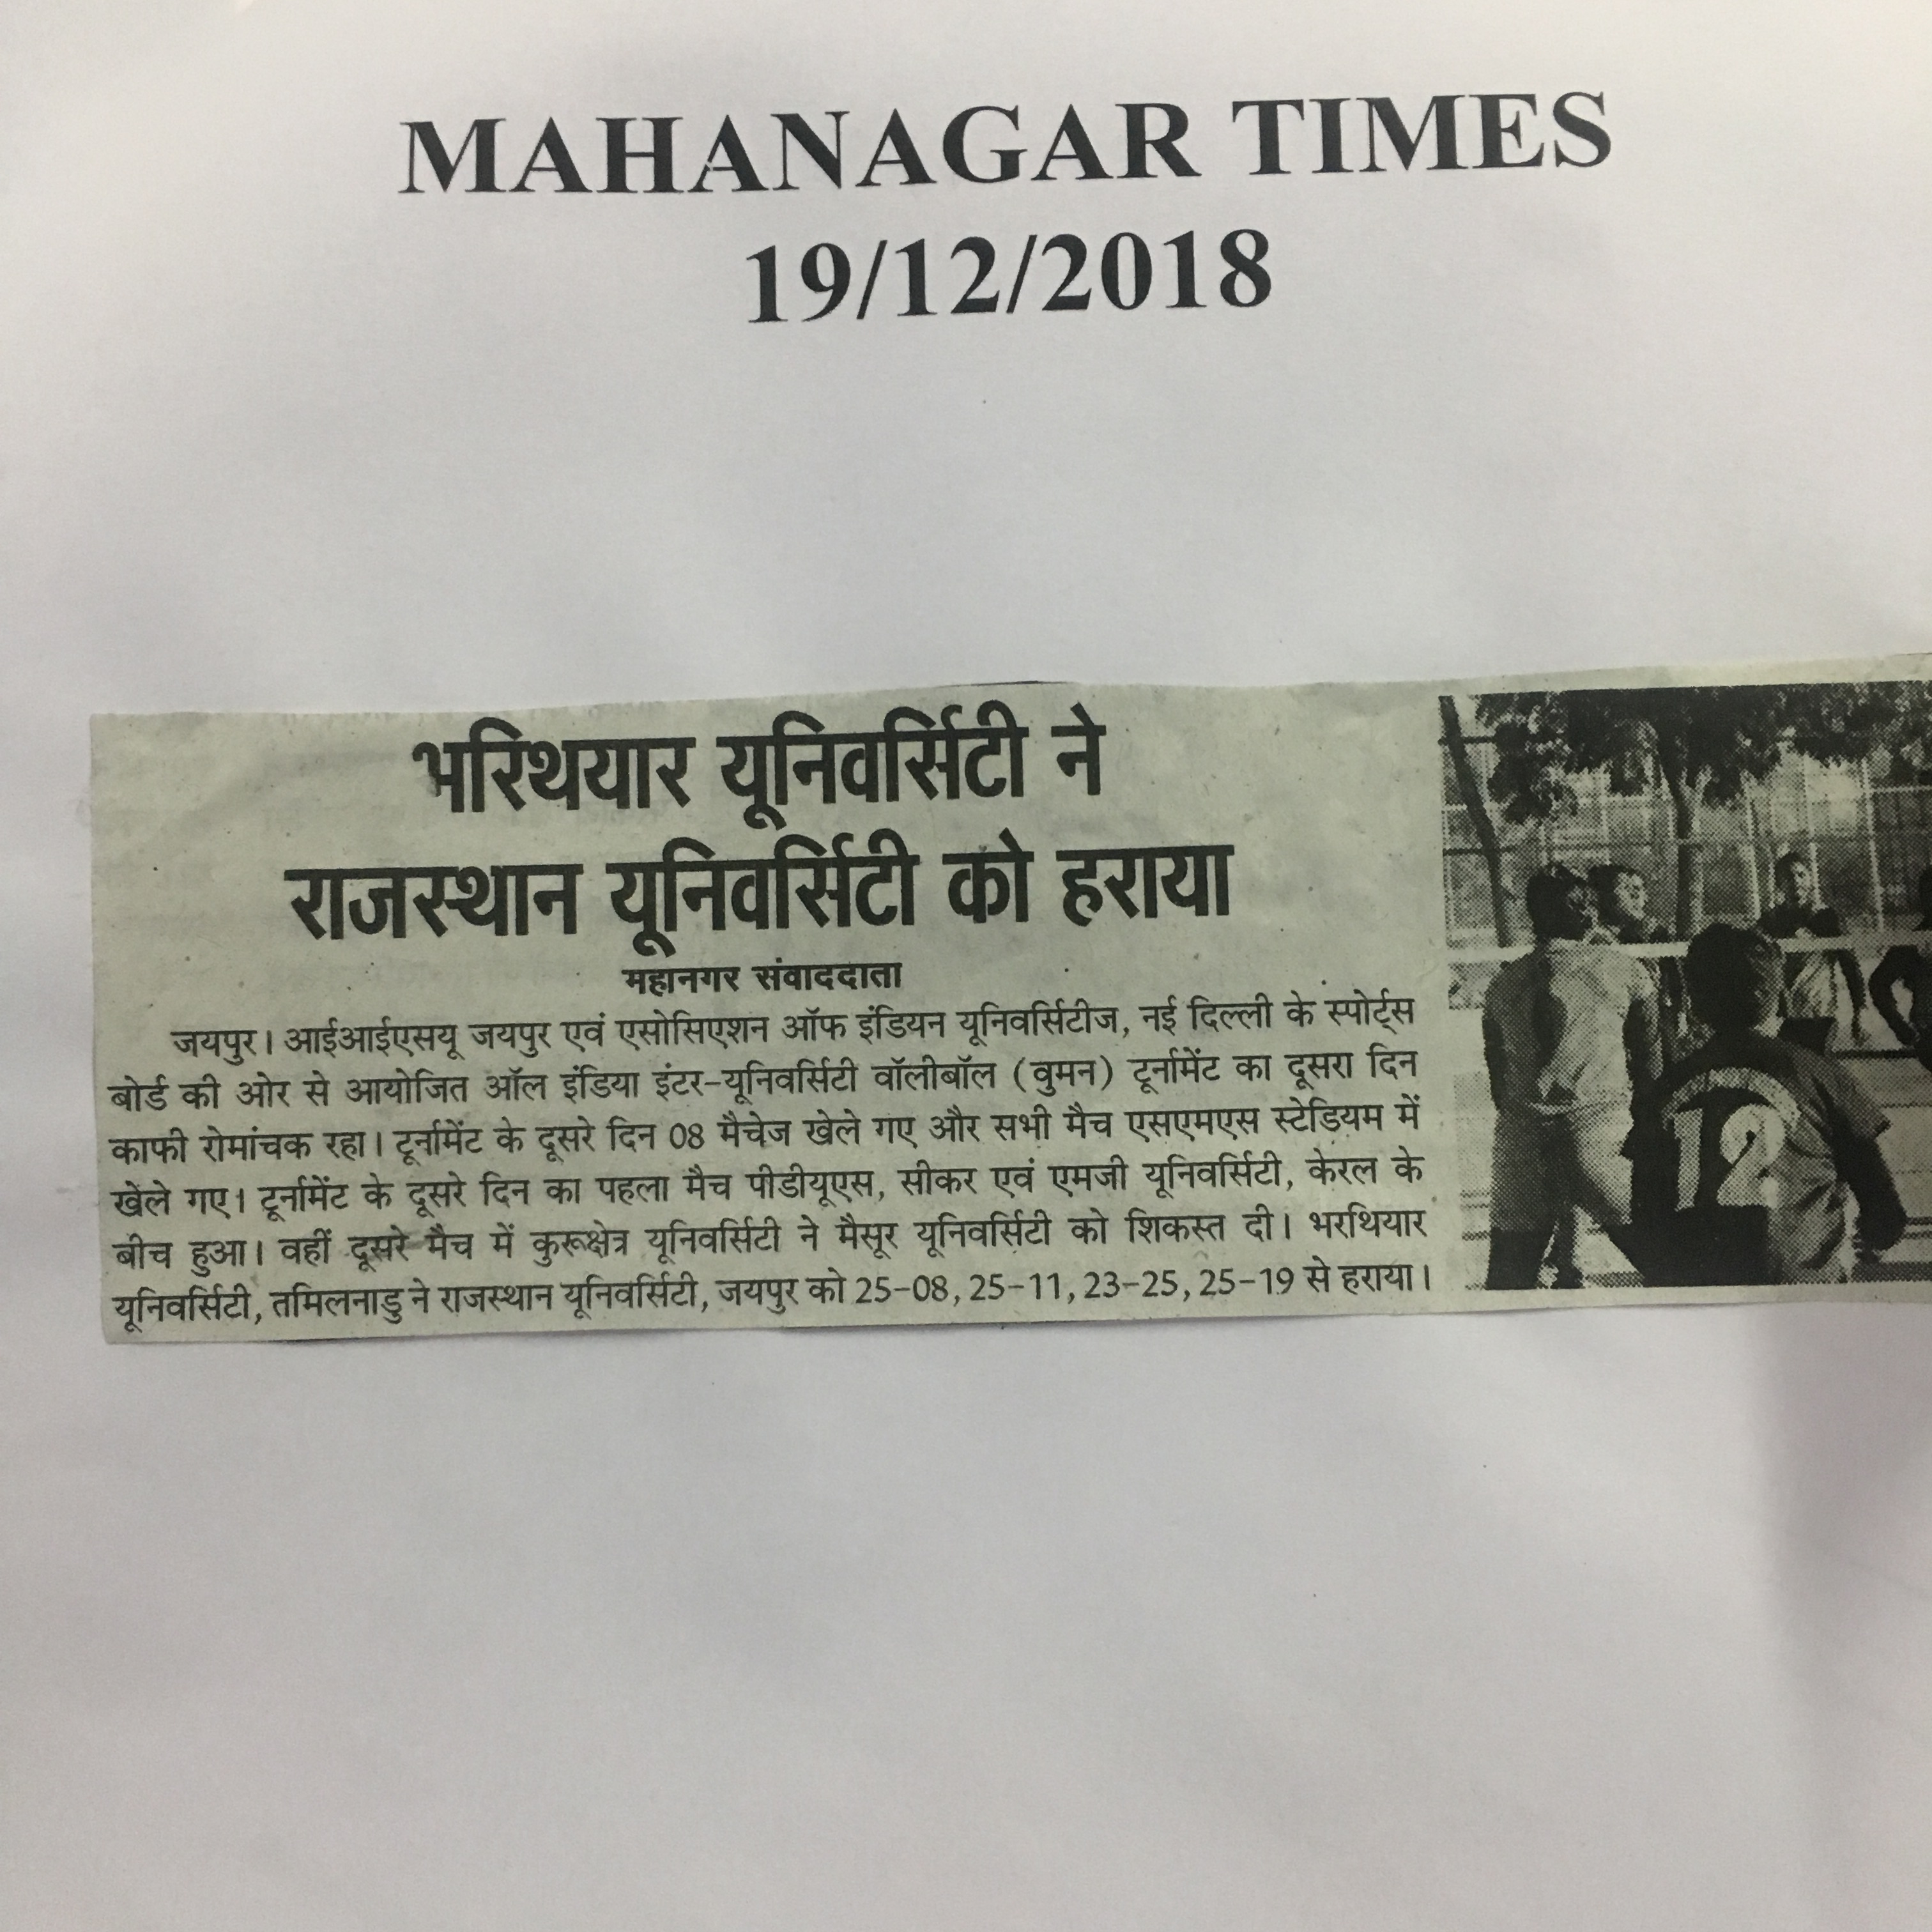 MAHANAGAR TIMES
19/12/2018
भरिथयार यूनिवर्सिटी ने
राजस्थान यूनिवर्सिटी को हराया
महानगर संवाददाता
जयपुर। आईआईएसयू जयपुर एवं एसोसिएशन ऑफ इंडियन यूनिवर्सिटीज, नई दिल्ली के स्पोर्ट्स
बोर्ड की ओर से आयोजित ऑल इंडिया इंटर-यूनिवर्सिटी वॉलीबॉल (वुमन) टूर्नामेंट का दूसरा दिन
काफी रोमांचक रहा। टूर्नामेंट के दूसरे दिन 08 मैचेज खेले गए और सभी मैच एसएमएस स्टेडियम में
खेले गए। टूर्नामेंट के दूसरे दिन का पहला मैच पीडीयूएस, सीकर एवं एमजी यूनिवर्सिटी, केरल के
बीच हुआ। वहीं दूसरे मैच में कुरूक्षेत्र यूनिवर्सिटी ने मैसूर यूनिवर्सिटी को शिकस्त दी। भरथियार
यूनिवर्सिटी, तमिलनाडु ने राजस्थान यूनिवर्सिटी, जयपुर को 25-08, 25-11, 23-25, 25-19 से हराया।
12